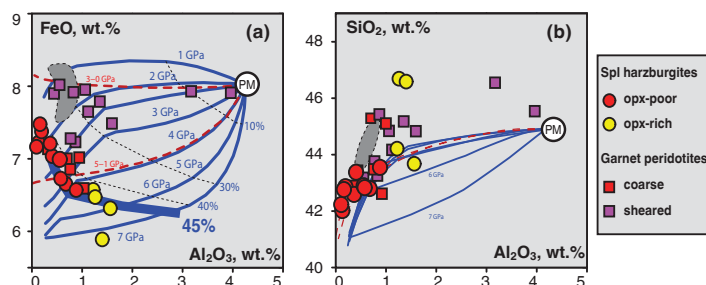 FeO, wt.%
(a)
9
8
7
6
5
0
1
2
3
4
5
1 GPa
2 GPa
3 GPa
4 GPa
5 GPa
6 GPa
7 GPa
3–0 GPa
5–1 GPa
10%
30%
40%
45%
PM
Al2O3, wt.%
SiO2, wt.%
(b)
48
46
44
42
40
0
1
2
3
4
5
6 GPa
7 GPa
PM
Al2O3, wt.%
Spl harzburgites
opx-poor
opx-rich
Garnet peridotites
coarse
sheared